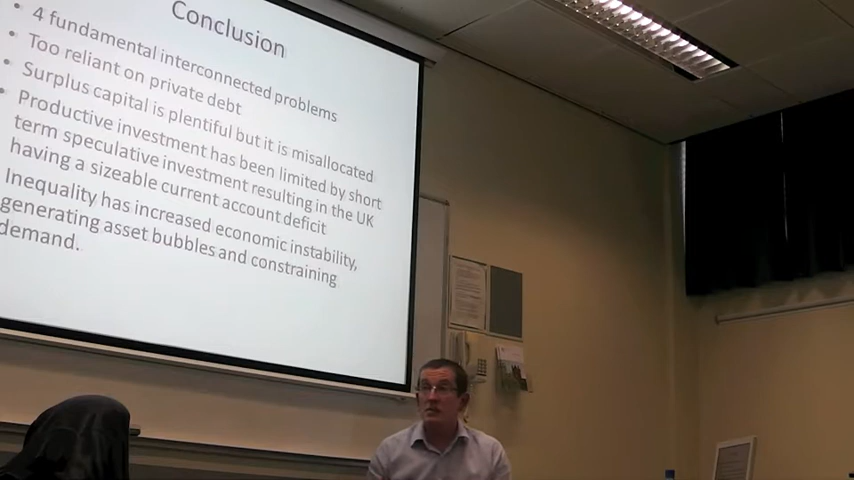 Conclusion
• 4 fundamental interconnected problems
• Too reliant on private debt
• Surplus capital is plentiful but it is misallocated
• Productive investment has been limited by short
term speculative investment resulting in the UK
having a sizeable current account deficit
Inequality has increased economic instability,
generating asset bubbles and constraining
demand.